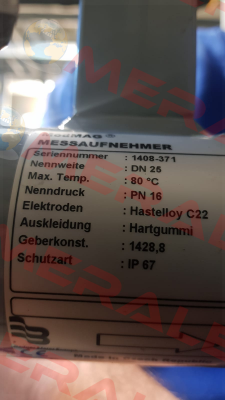 MESSAUFNEHMER
Seriennummer : 1408-371
Nennweite : DN 25
Max. Temp. : 80 °C
Nenndruck : PN 16
Elektroden : Hastelloy C22
Auskleidung : Hartgummi
Geberkonst. : 1428,8
Schutzart : IP 67